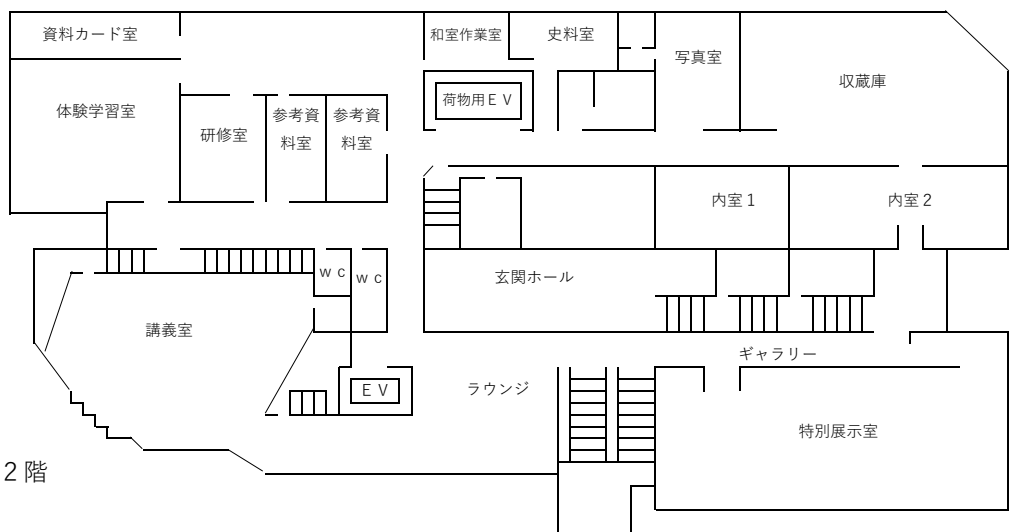 資料カード室
和室作業室
史料室
写真室
収蔵庫
体験学習室
荷物用ＥＶ
研修室
参考資
料室
参考資
料室
内室１
内室２
ｗｃ
ｗｃ
玄関ホール
講義室
ギャラリー
ＥＶ
ラウンジ
特別展示室
２階